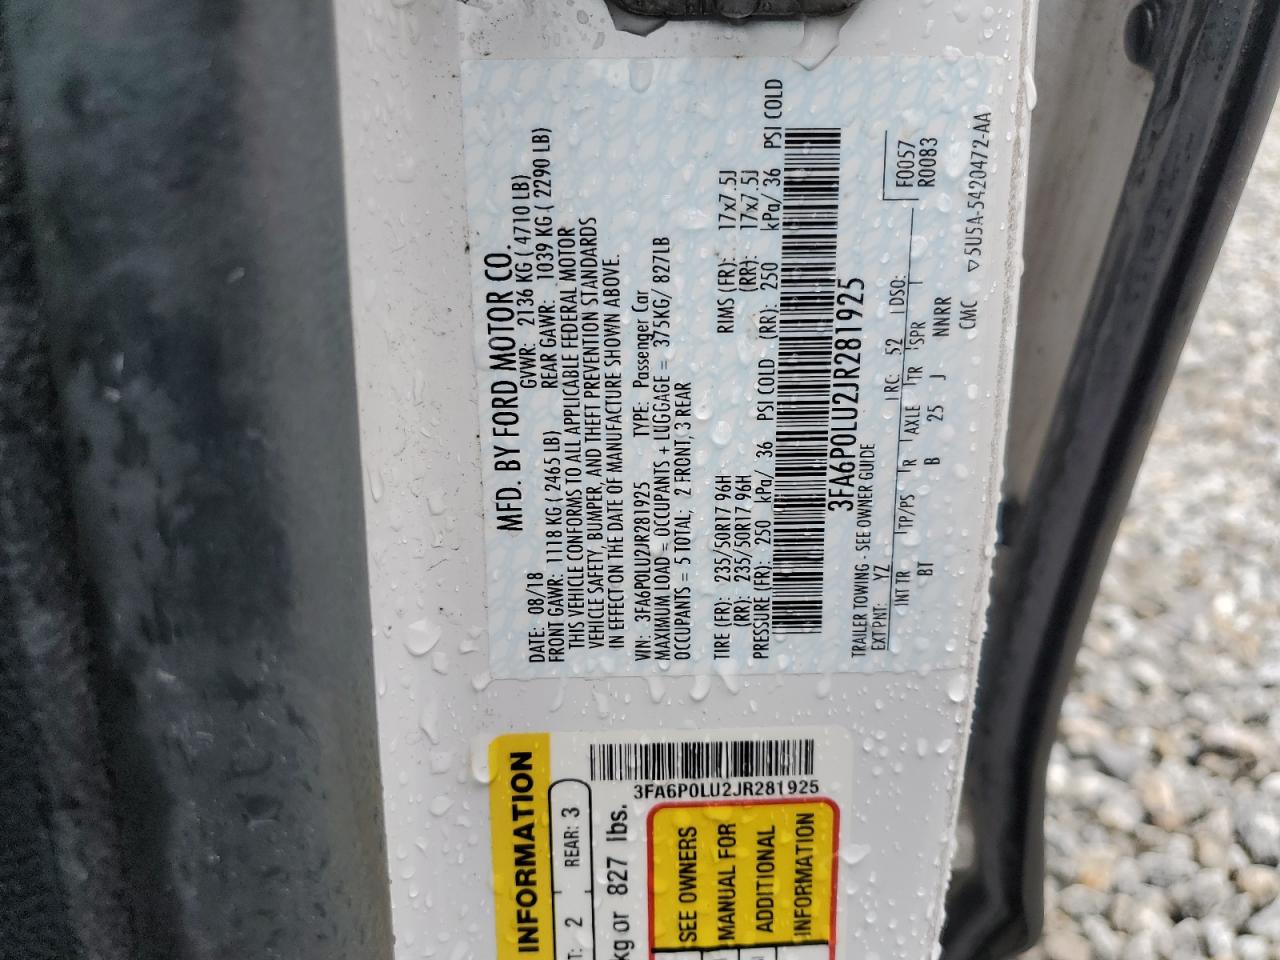 MFD. BY FORD MOTOR CO.
DATE: 08/18 GVWR: 2136 KG ( 4710 LB)
FRONT GAWR: 1118 KG ( 2465 LB) REAR GAWR: 1039 KG ( 2290 LB)
THIS VEHICLE CONFORMS TO ALL APPLICABLE FEDERAL MOTOR
VEHICLE SAFETY, BUMPER, AND THEFT PREVENTION STANDARDS
IN EFFECT ON THE DATE OF MANUFACTURE SHOWN ABOVE.
VIN: 3FA6P0LU2JR281925 TYPE: Passenger Car
MAXIMUM LOAD = OCCUPANTS + LUGGAGE = 375KG/ 827LB
OCCUPANTS = 5 TOTAL; 2 FRONT, 3 REAR
TIRE (FR): 235/50R17 96H RIMS (FR): 17x7.5J
(RR): 235/50R17 96H (RR): 17x7.5J
PRESSURE (FR): 250 kPa/ 36 PSI COLD (RR): 250 kPa/ 36 PSI COLD
3FA6P0LU2JR281925
TRAILER TOWING - SEE OWNER GUIDE
EXT PNT: YZ RC: 52 DSO: F0057
R0083
INT TR TP/PS R AXLE TR SPR
BT B 25 J NNRR
CMC
▽5U5A-5420472-AA
INFORMATION
T: 2 REAR: 3
3FA6P0LU2JR281925
kg or 827 lbs.
SEE OWNERS
MANUAL FOR
ADDITIONAL
INFORMATION